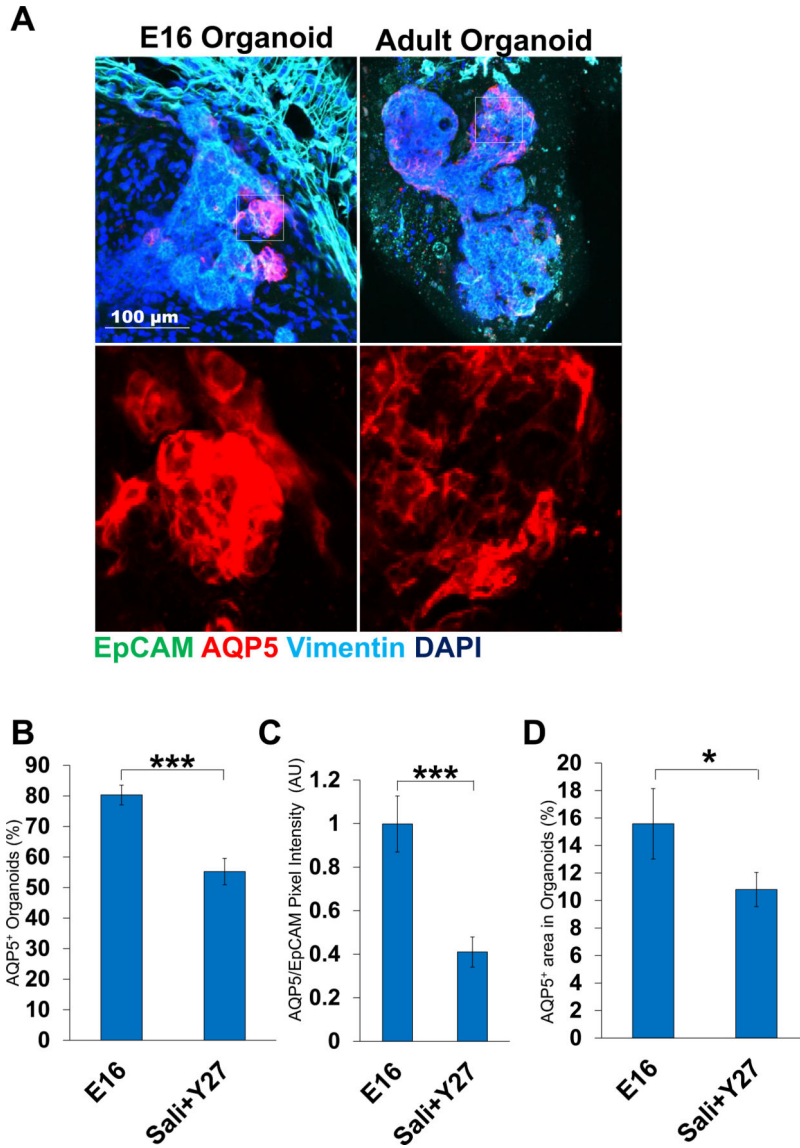 A
E16 Organoid Adult Organoid
100 µm
EpCAM AQP5 Vimentin DAPI
B
AQP5+ Organoids (%)
90
80
70
60
50
40
30
20
10
0
***
E16
Sali+Y27
C
AQP5/EpCAM Pixel Intensity (AU)
1.2
1
0.8
0.6
0.4
0.2
0
***
E16
Sali+Y27
D
AQP5+ area in Organoids (%)
20
18
16
14
12
10
8
6
4
2
0
*
E16
Sali+Y27